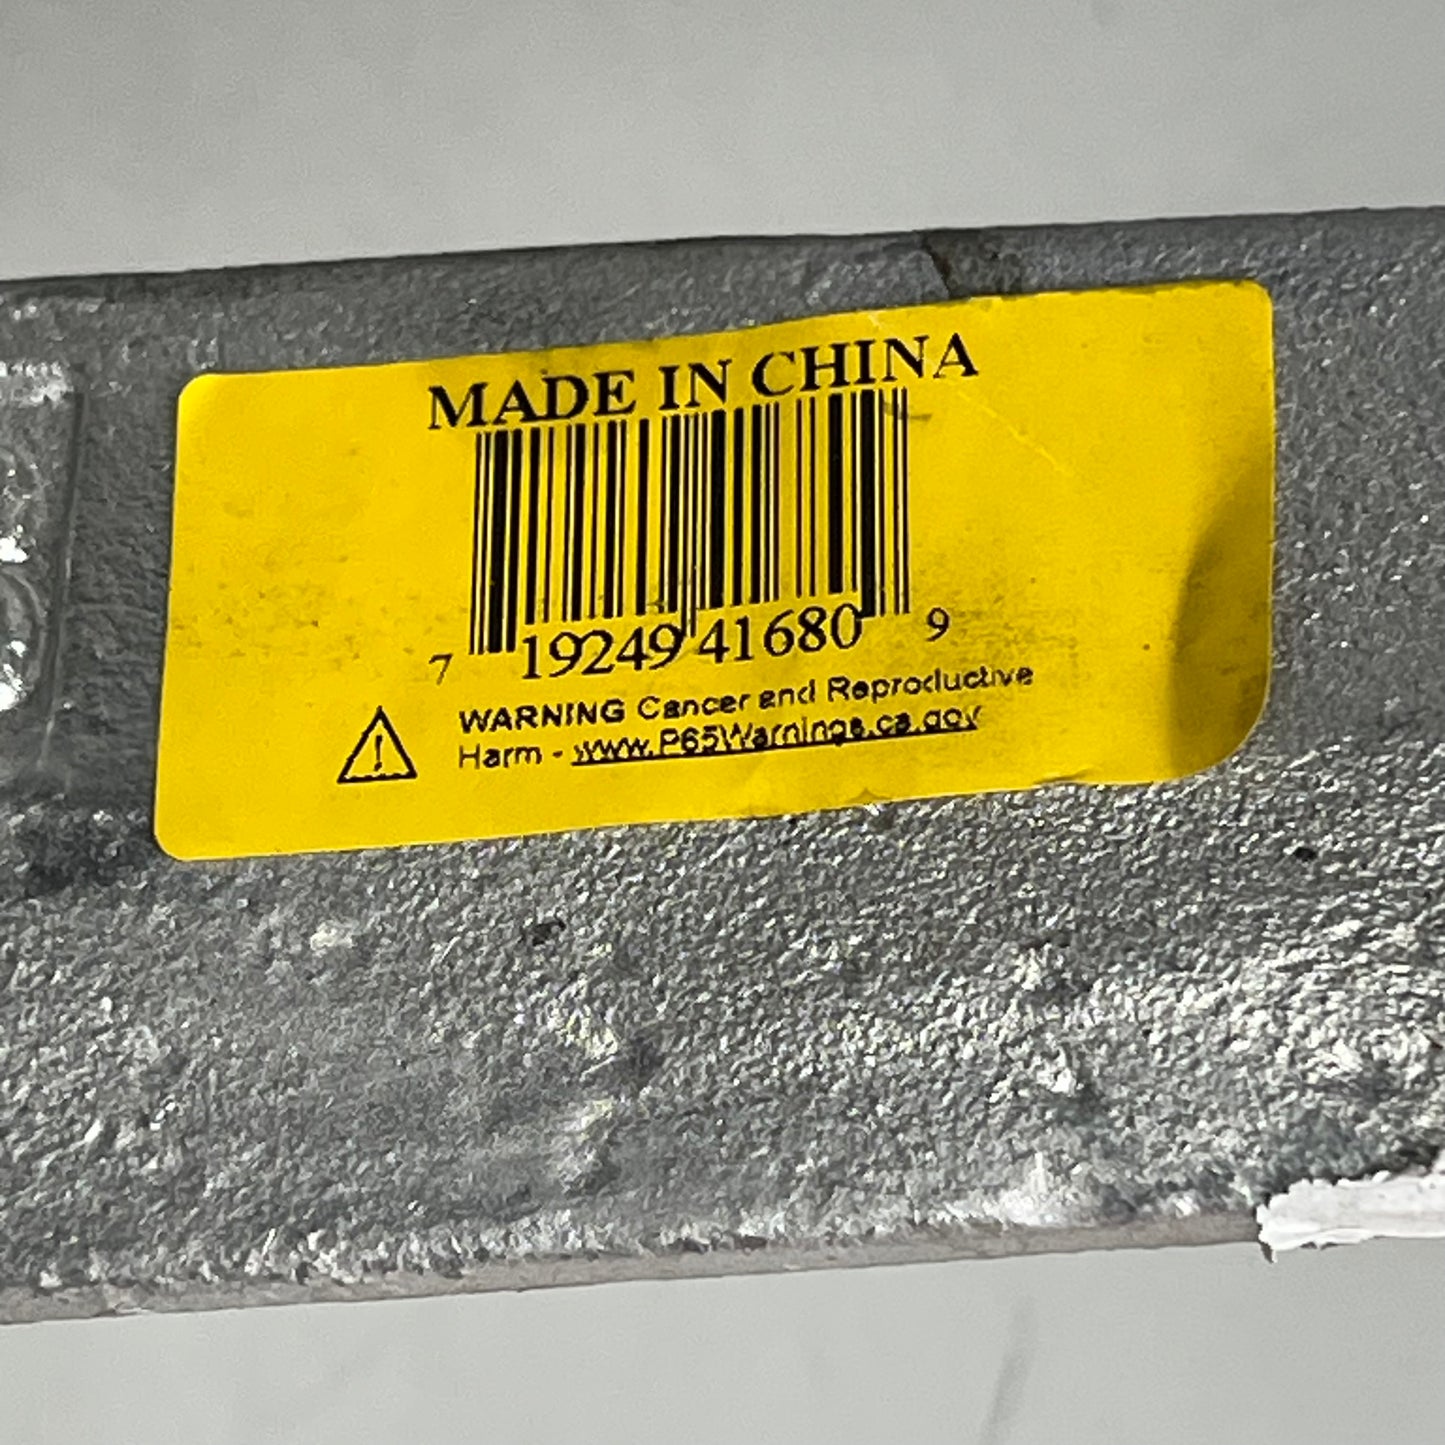 MADE IN CHINA
7 19249 41680 9
WARNING Cancer and Reproductive
Harm - www.P65Warnings.ca.gov